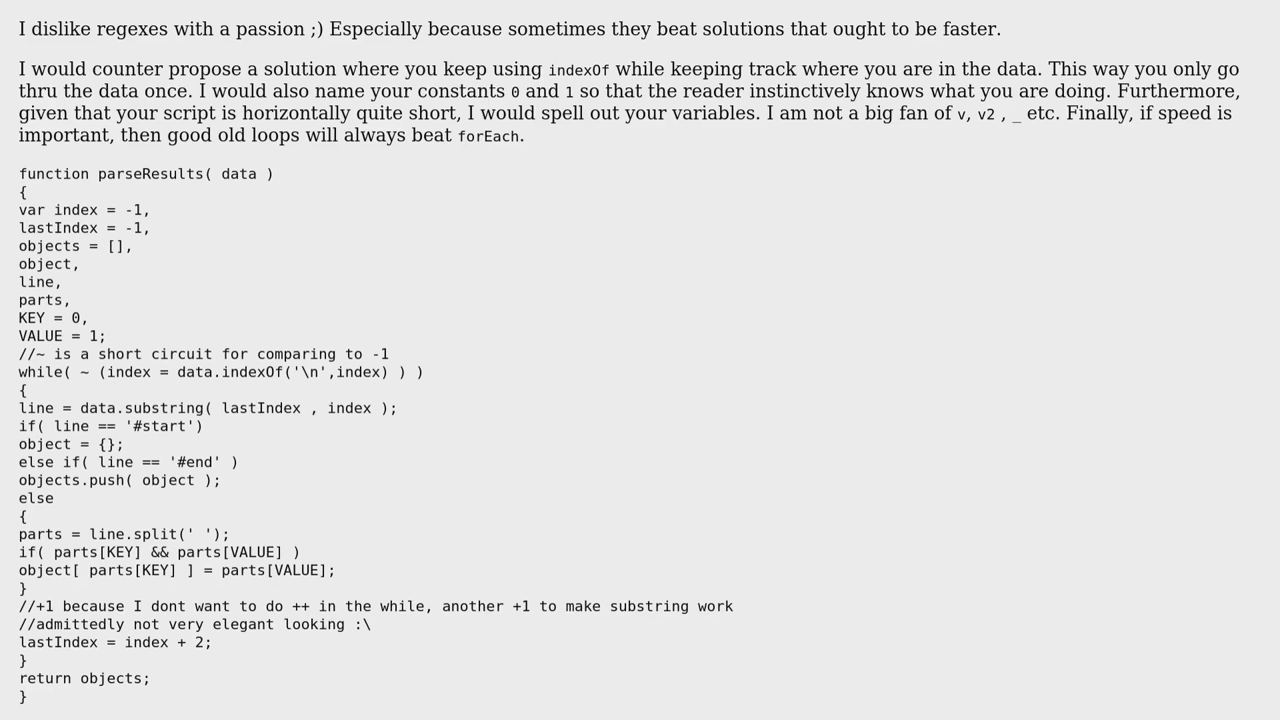 I dislike regexes with a passion ;) Especially because sometimes they beat solutions that ought to be faster.
I would counter propose a solution where you keep using indexOf while keeping track where you are in the data. This way you only go
thru the data once. I would also name your constants 0 and 1 so that the reader instinctively knows what you are doing. Furthermore,
given that your script is horizontally quite short, I would spell out your variables. I am not a big fan of v, v2 , _ etc. Finally, if speed is
important, then good old loops will always beat forEach.
function parseResults( data )
{
var index = -1,
lastIndex = -1,
objects = [],
object,
line,
parts,
KEY = 0,
VALUE = 1;
//~ is a short circuit for comparing to -1
while( ~ (index = data.indexOf('\n',index) ) )
{
line = data.substring( lastIndex , index );
if( line == '#start')
object = {};
else if( line == '#end' )
objects.push( object );
else
{
parts = line.split(' ');
if( parts[KEY] && parts[VALUE] )
object[ parts[KEY] ] = parts[VALUE];
}
//+1 because I dont want to do ++ in the while, another +1 to make substring work
//admittedly not very elegant looking :\
lastIndex = index + 2;
}
return objects;
}